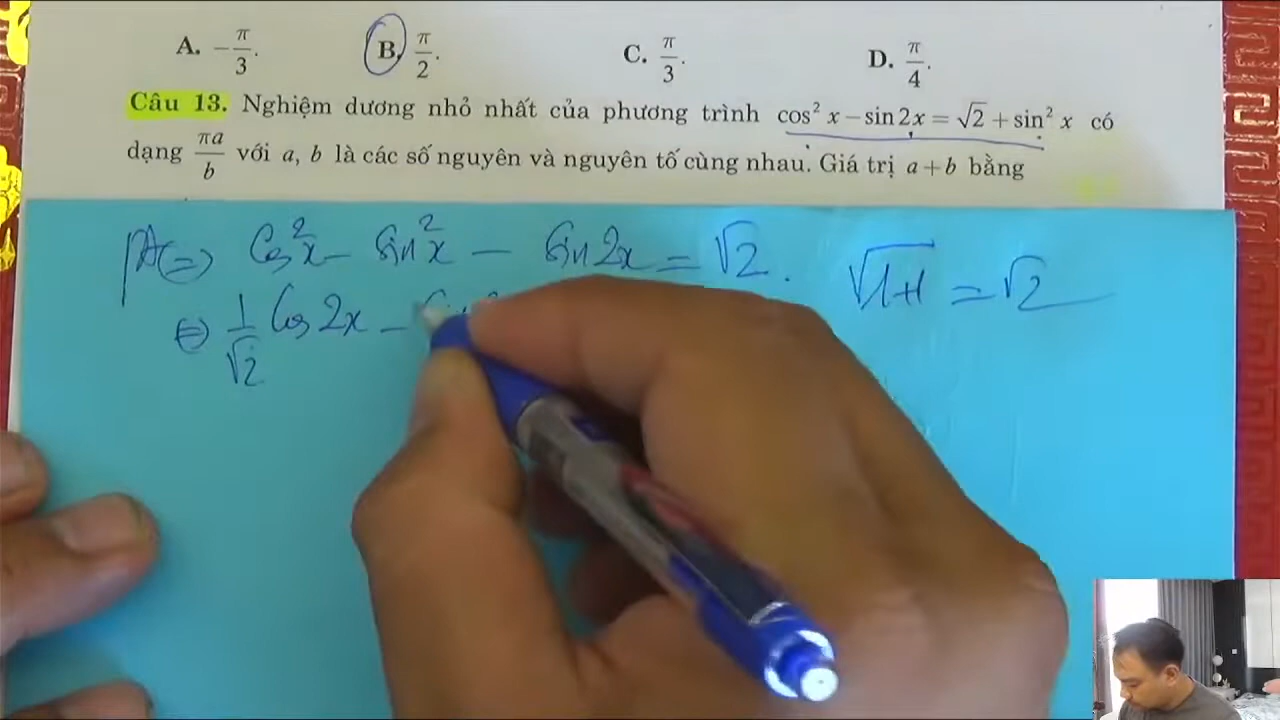 A. −π/3. B. π/2. C. π/3. D. π/4.
Câu 13. Nghiệm dương nhỏ nhất của phương trình cos² x − sin 2x = √2 + sin² x có
dạng πa/b với a, b là các số nguyên và nguyên tố cùng nhau. Giá trị a + b bằng
⇔ cos²x − sin²x − sin 2x = √2.
√(1+1) = √2
⇔ 1/√2 cos 2x −